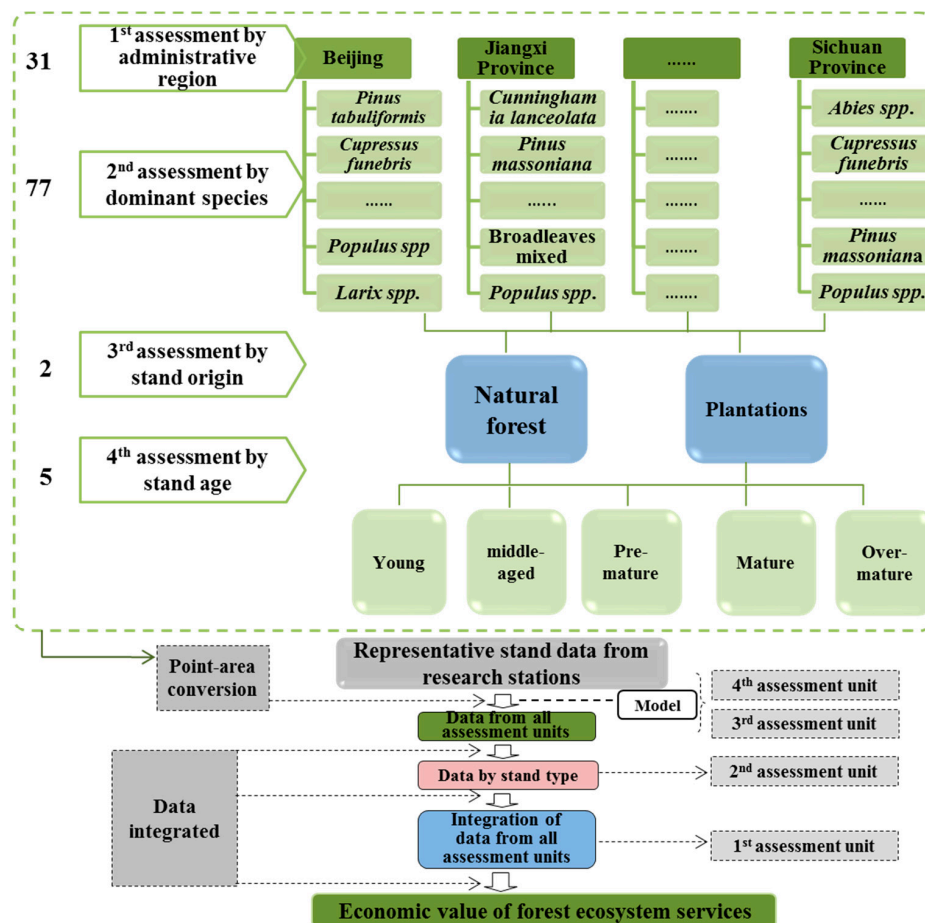 31
1st assessment by
administrative
region
Beijing
Jiangxi
Province
......
Sichuan
Province
Pinus
tabuliformis
Cunningham
ia lanceolata
.......
Abies spp.
Cupressus
funebris
Pinus
massoniana
.......
Cupressus
funebris
77
2nd assessment by
dominant species
......
......
.......
......
Populus spp
Broadleaves
mixed
.......
Pinus
massoniana
Larix spp.
Populus spp.
.......
Populus spp.
2
3rd assessment by
stand origin
Natural
forest
Plantations
5
4th assessment by
stand age
Young
middle-
aged
Pre-
mature
Mature
Over-
mature
Point-area
conversion
Representative stand data from
research stations
Model
4th assessment unit
3rd assessment unit
Data from all
assessment units
Data by stand type
2nd assessment unit
Data
integrated
Integration of
data from all
assessment units
1st assessment unit
Economic value of forest ecosystem services